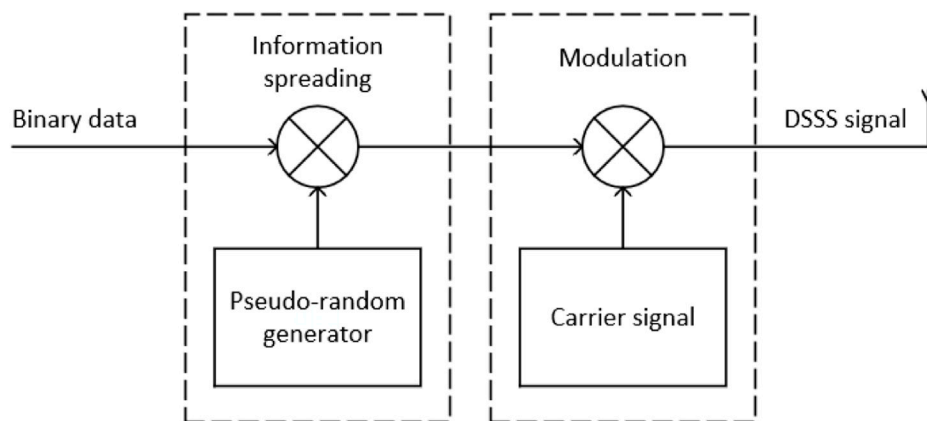 Information
spreading
Modulation
Binary data
DSSS signal
Pseudo-random
generator
Carrier signal